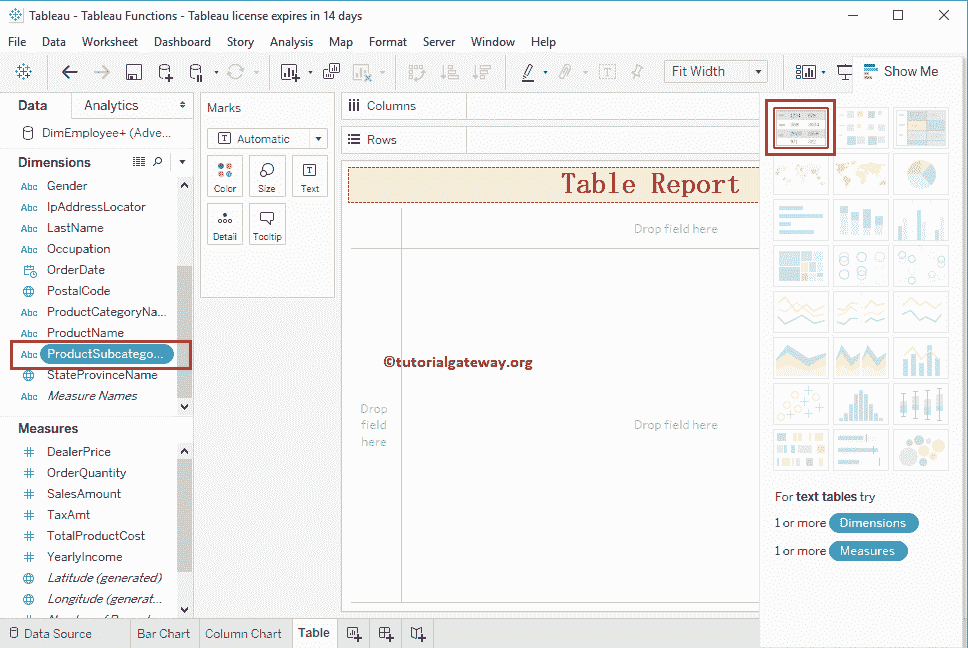 Tableau - Tableau Functions - Tableau license expires in 14 days
File Data Worksheet Dashboard Story Analysis Map Format Server Window Help
Fit Width Show Me
Data Analytics
DimEmployee+ (Adve...
Dimensions
Abc Gender
Abc IpAddressLocator
Abc LastName
Abc Occupation
OrderDate
PostalCode
Abc ProductCategoryNa...
Abc ProductName
Abc ProductSubcatego...
StateProvinceName
Abc Measure Names
Measures
# DealerPrice
# OrderQuantity
# SalesAmount
# TaxAmt
# TotalProductCost
# YearlyIncome
Latitude (generated)
Longitude (generat...
Marks
T Automatic
Color Size Text
Detail Tooltip
Columns
Rows
Table Report
Drop field here
©tutorialgateway.org
Drop
field
here
Drop field here
For text tables try
1 or more Dimensions
1 or more Measures
Data Source Bar Chart Column Chart Table